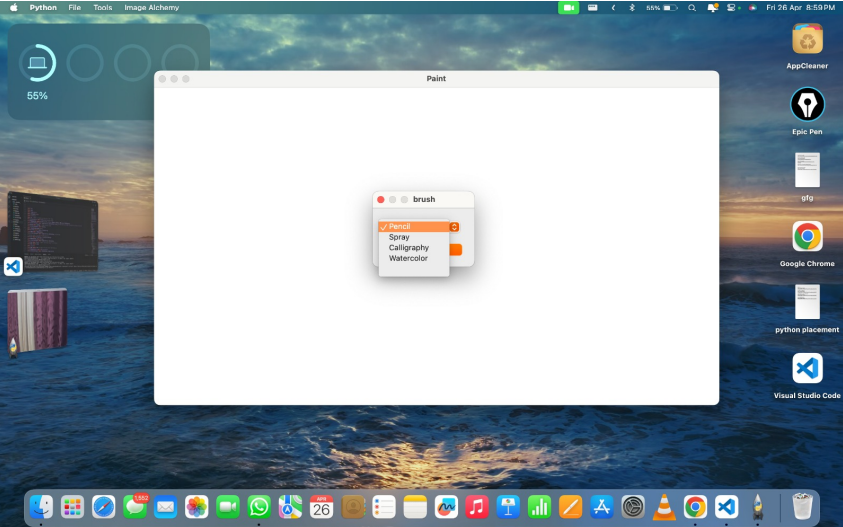 Python File Tools Image Alchemy 55% Fri 26 Apr 8:59 PM
55%
Paint
brush
✓ Pencil
Spray
Calligraphy
Watercolor
AppCleaner
Epic Pen
gfg
Google Chrome
python placement
Visual Studio Code
1,552
APR
26